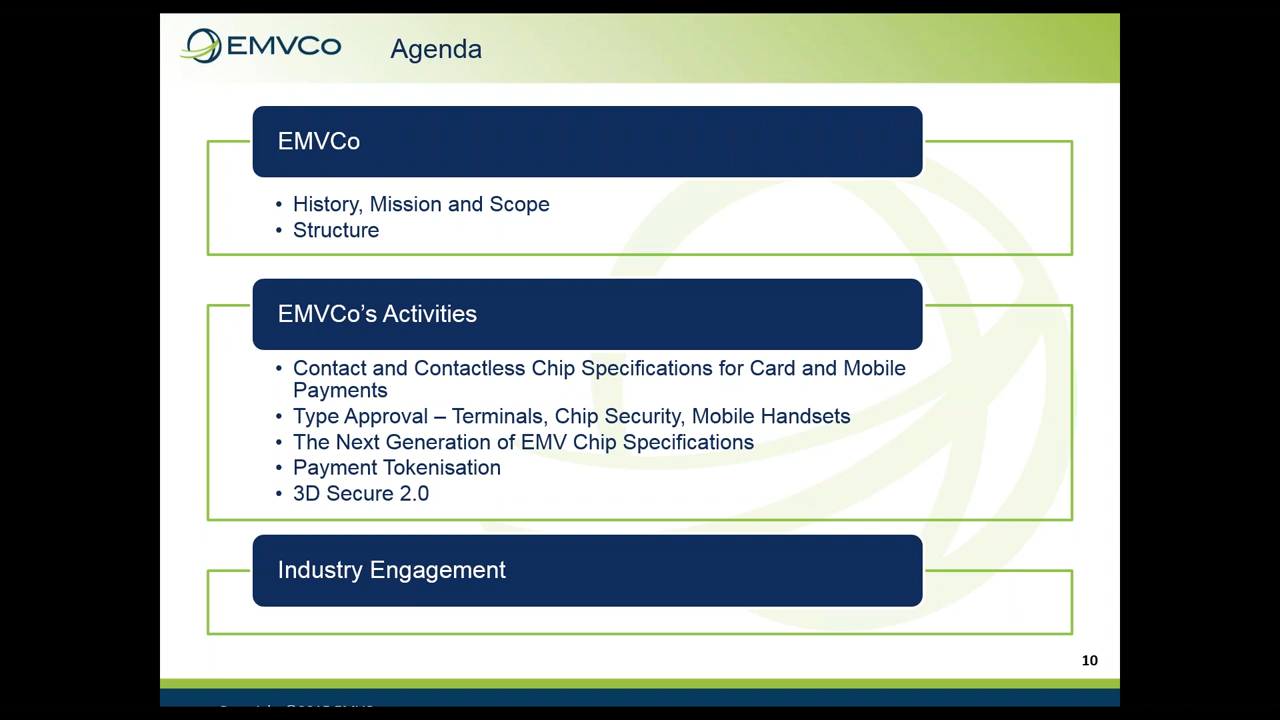 EMVCo
Agenda
EMVCo
• History, Mission and Scope
• Structure
EMVCo’s Activities
• Contact and Contactless Chip Specifications for Card and Mobile
Payments
• Type Approval – Terminals, Chip Security, Mobile Handsets
• The Next Generation of EMV Chip Specifications
• Payment Tokenisation
• 3D Secure 2.0
Industry Engagement
10